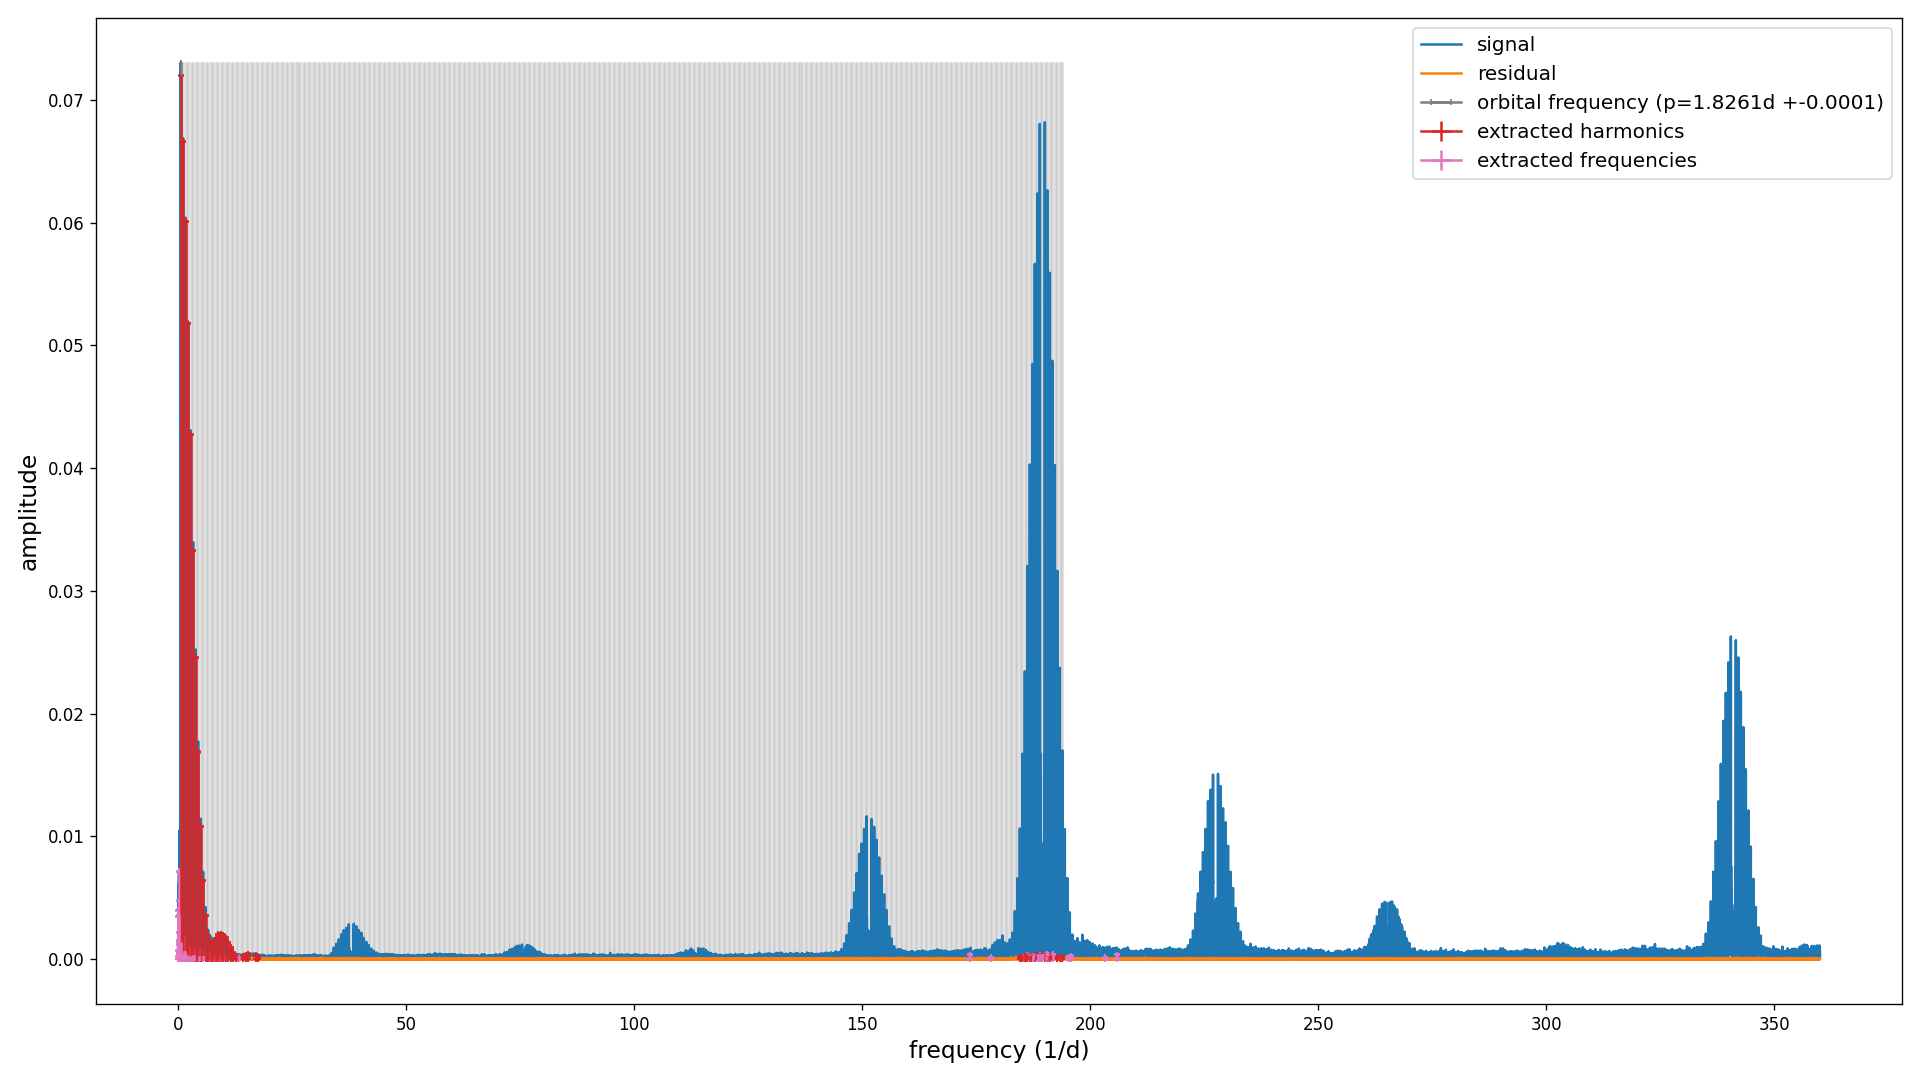 signal
residual
orbital frequency (p=1.8261d +-0.0001)
extracted harmonics
extracted frequencies
0.07
0.06
0.05
0.04
0.03
0.02
0.01
0.00
amplitude
0
50
100
150
200
250
300
350
frequency (1/d)